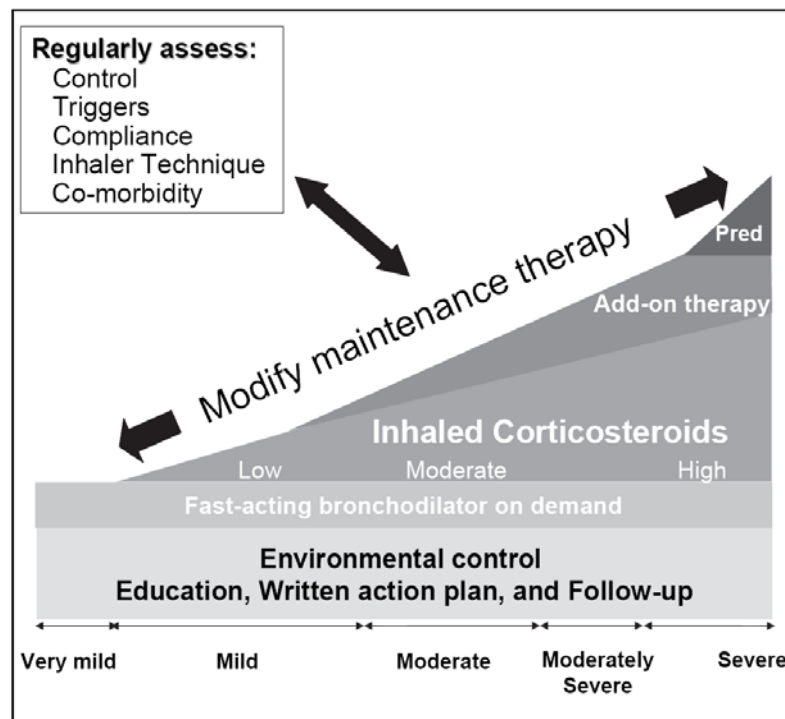 Regularly assess:
Control
Triggers
Compliance
Inhaler Technique
Co-morbidity
Modify maintenance therapy
Pred
Add-on therapy
Inhaled Corticosteroids
Low Moderate High
Fast-acting bronchodilator on demand
Environmental control
Education, Written action plan, and Follow-up
Very mild Mild Moderate Moderately Severe
Severe